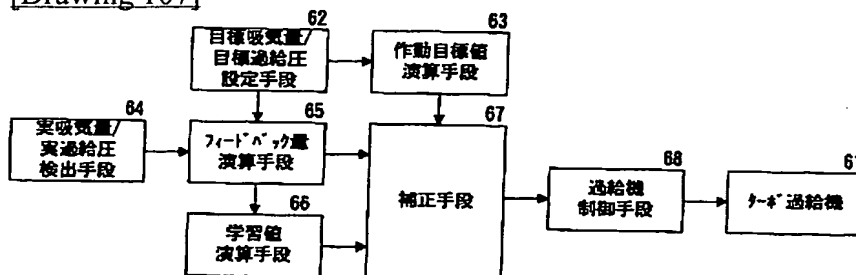 [Drawing 107]
62
目標吸気量/
目標過給圧
設定手段
63
作動目標値
演算手段
64
実吸気量/
実過給圧
検出手段
65
フィードバック量
演算手段
67
補正手段
66
学習値
演算手段
68
過給機
制御手段
61
ターボ過給機